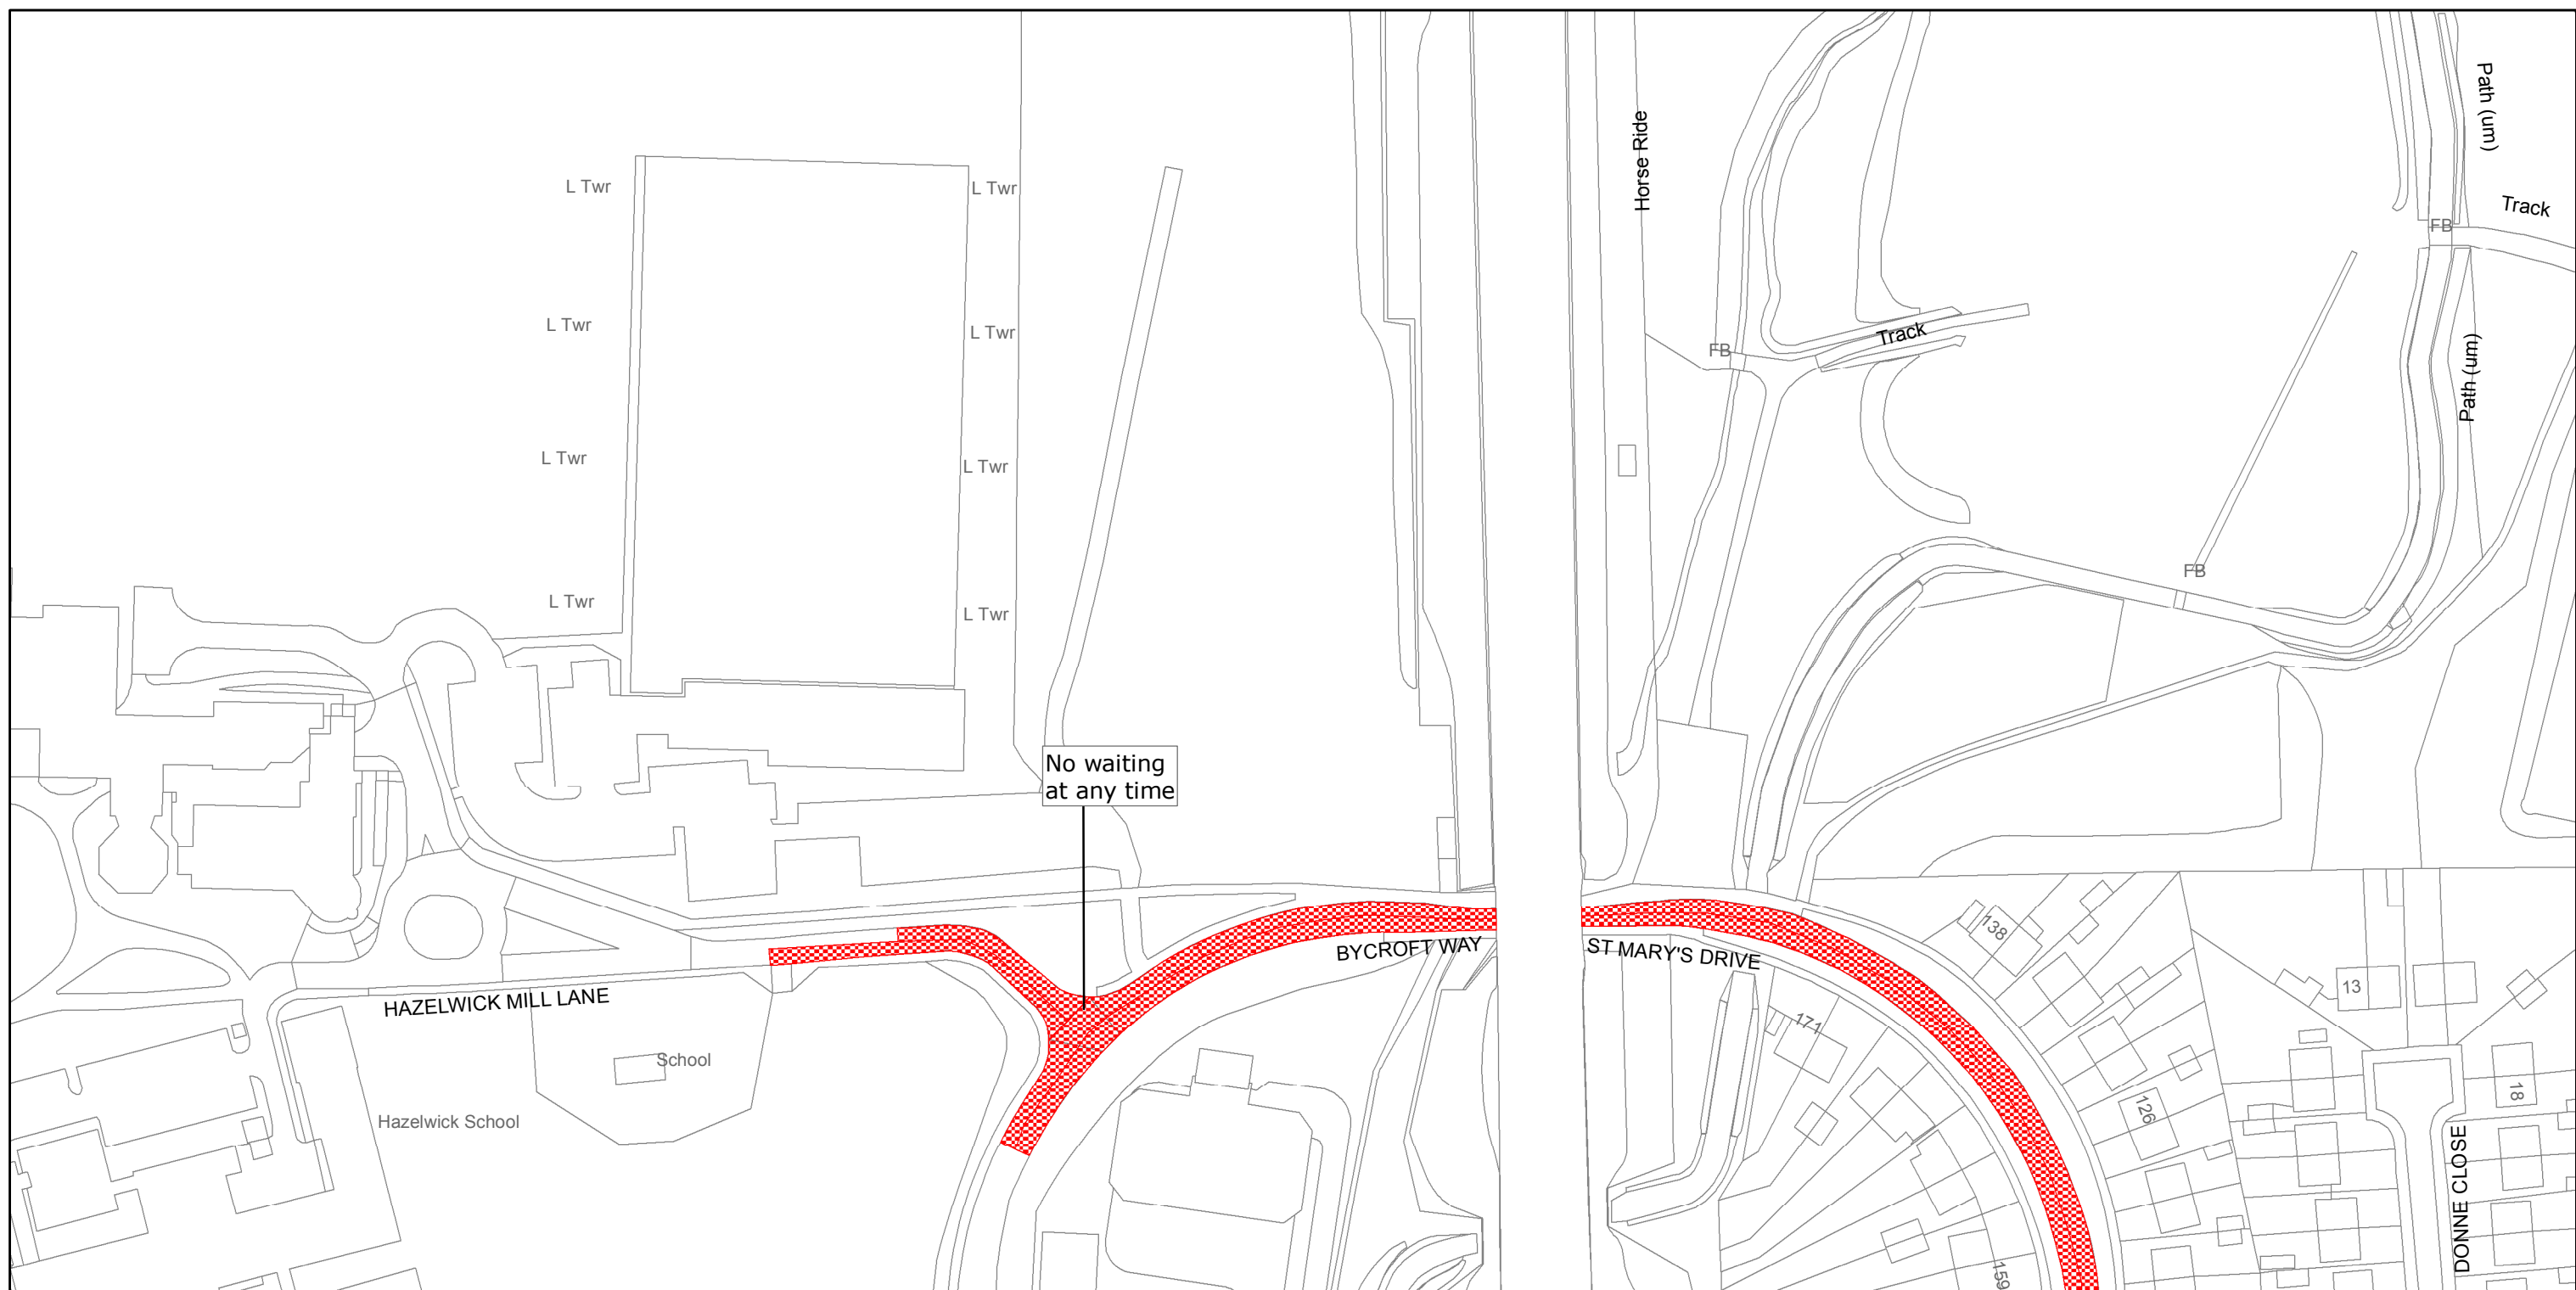 Path (um)
Horse Ride
L Twr
L Twr
Track
FB
L Twr
L Twr
Track
FB
Path (um)
L Twr
L Twr
FB
L Twr
L Twr
No waiting
at any time
138
BYCROFT WAY
ST MARY'S DRIVE
13
HAZELWICK MILL LANE
171
School
18
126
Hazelwick School
DONNE CLOSE
159